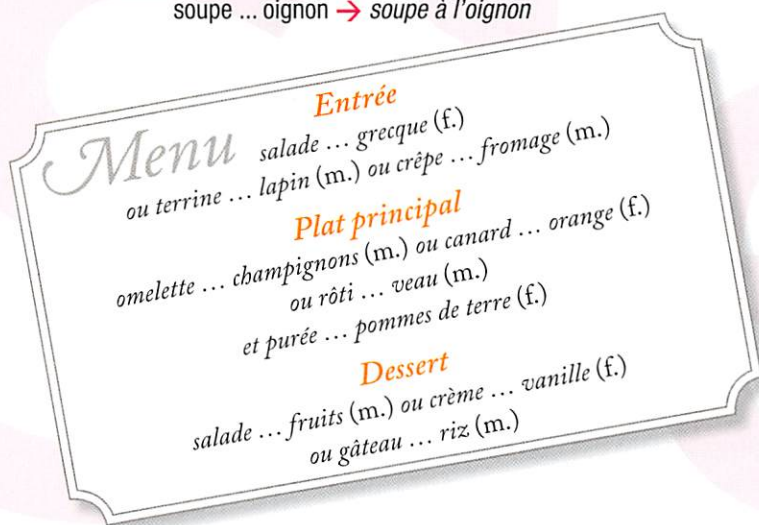 soupe ... oignon → soupe à l'oignon
Entrée
Menu
salade ... grecque (f.)
ou terrine ... lapin (m.) ou crêpe ... fromage (m.)
Plat principal
omelette ... champignons (m.) ou canard ... orange (f.)
ou rôti ... veau (m.)
et purée ... pommes de terre (f.)
Dessert
salade ... fruits (m.) ou crème ... vanille (f.)
ou gâteau ... riz (m.)